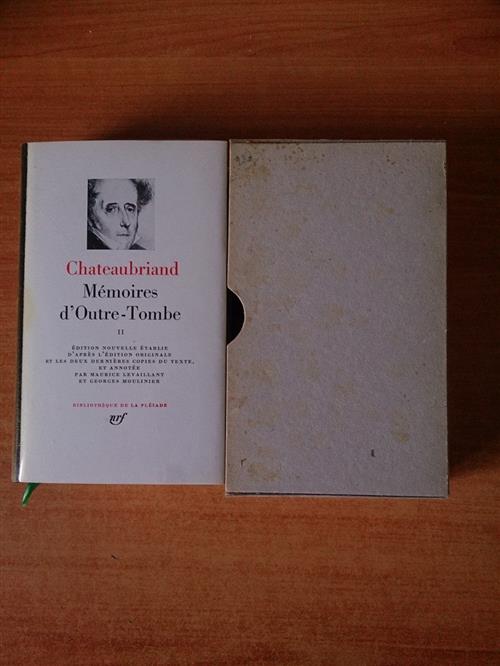 Chateaubriand
Mémoires
d'Outre-Tombe
II
ÉDITION NOUVELLE ÉTABLIE
D'APRÈS L'ÉDITION ORIGINALE
ET LES DEUX DERNIÈRES COPIES DU TEXTE,
ET ANNOTÉE
PAR MAURICE LEVAILLANT
ET GEORGES MOULINIER
BIBLIOTHÈQUE DE LA PLÉIADE
nrf